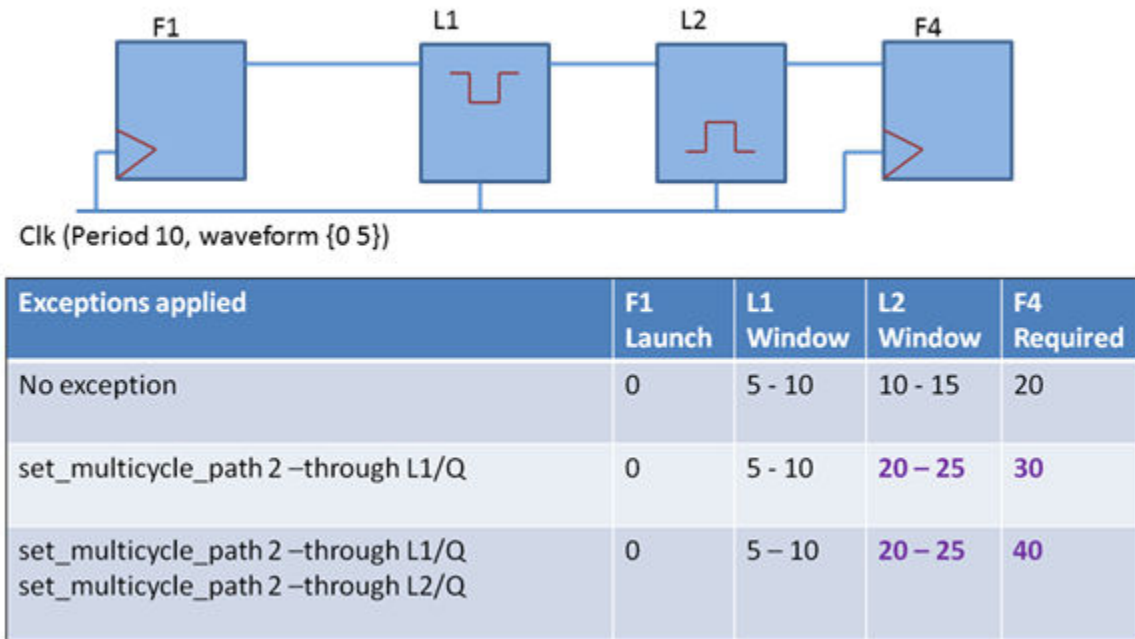 F1 L1 L2 F4
Clk (Period 10, waveform {0 5})
Exceptions applied F1 Launch L1 Window L2 Window F4 Required
No exception 0 5 - 10 10 - 15 20
set_multicycle_path 2 –through L1/Q 0 5 - 10 20 – 25 30
set_multicycle_path 2 –through L1/Q 0 5 – 10 20 – 25 40
set_multicycle_path 2 –through L2/Q